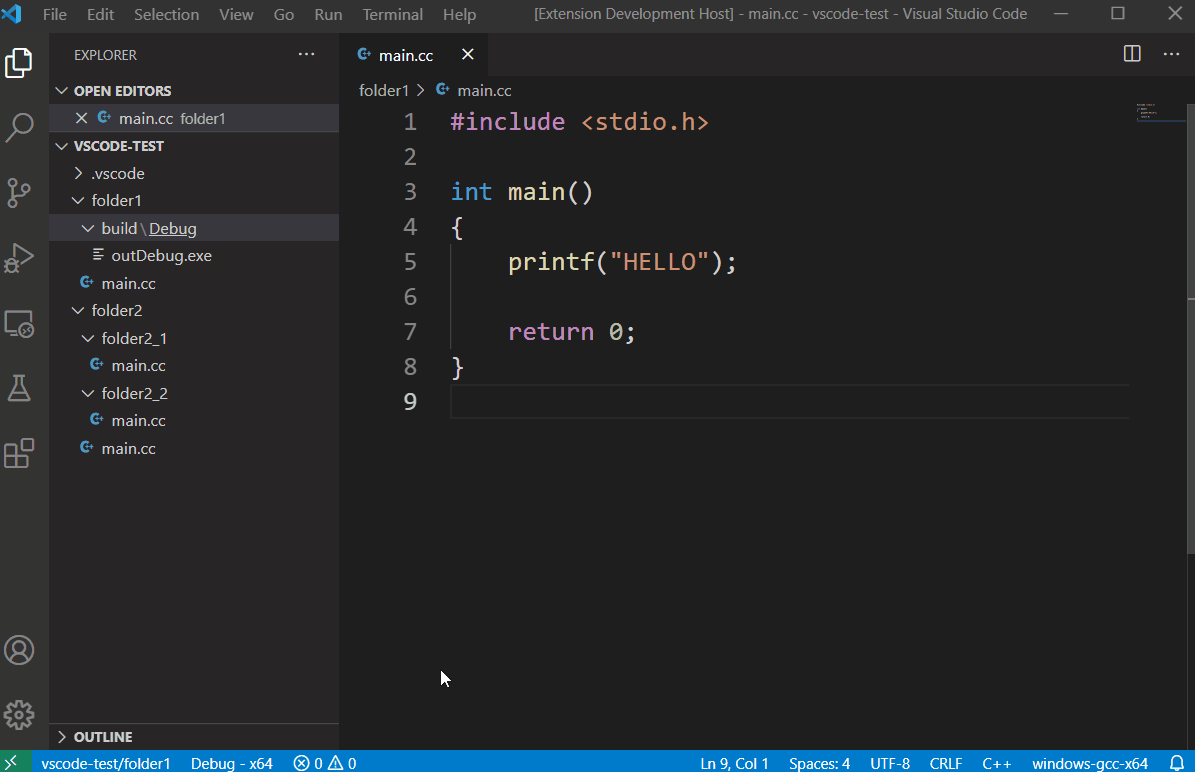 File Edit Selection View Go Run Terminal Help [Extension Development Host] - main.cc - vscode-test - Visual Studio Code
EXPLORER
OPEN EDITORS
main.cc folder1
VSCODE-TEST
.vscode
folder1
build\Debug
outDebug.exe
main.cc
folder2
folder2_1
main.cc
folder2_2
main.cc
main.cc
OUTLINE
main.cc
folder1 > main.cc
1 #include <stdio.h>
2
3 int main()
4 {
5 printf("HELLO");
6
7 return 0;
8 }
9
vscode-test/folder1 Debug - x64 0 0 Ln 9, Col 1 Spaces: 4 UTF-8 CRLF C++ windows-gcc-x64